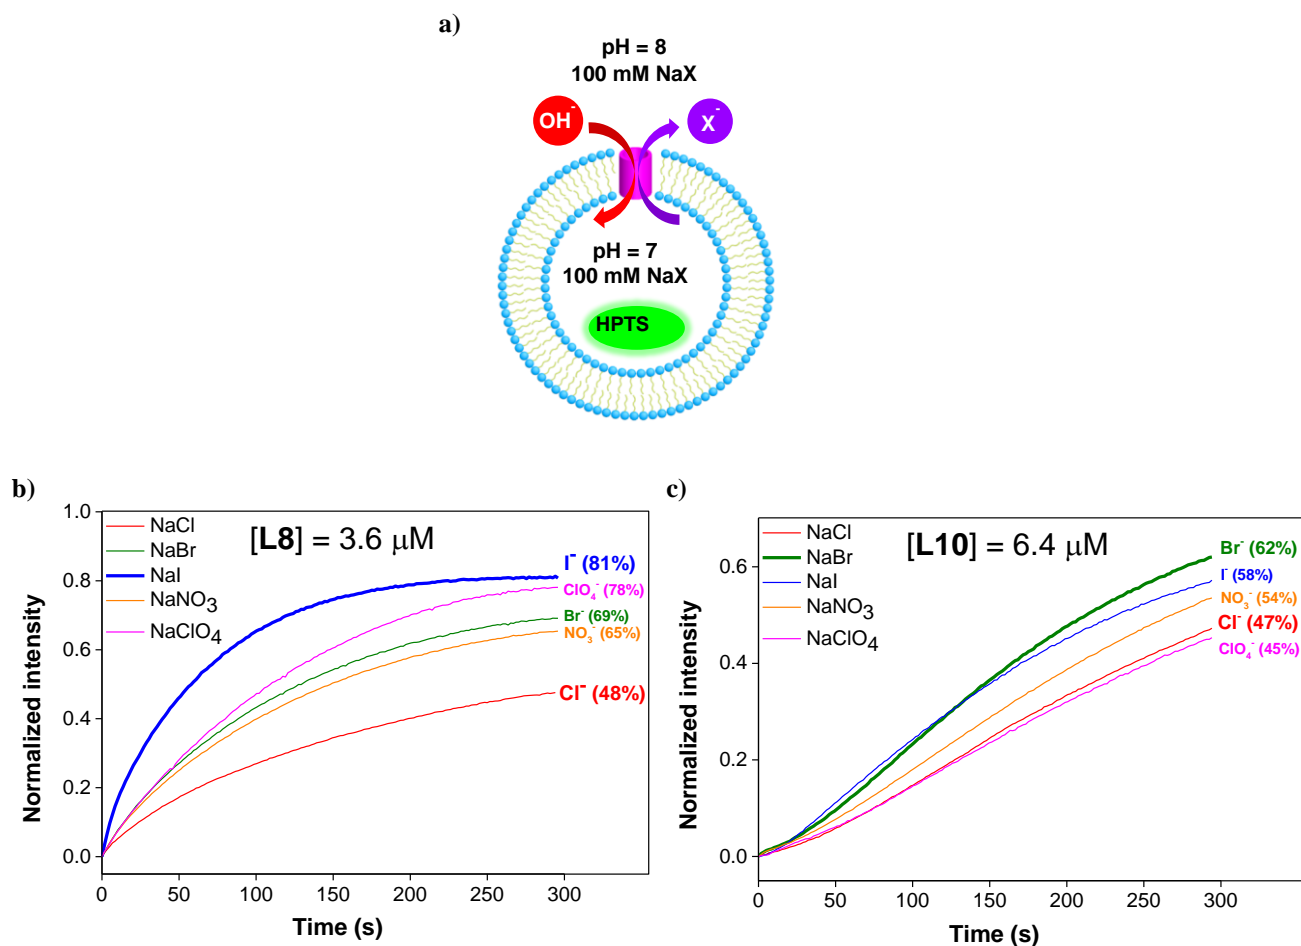 a)
pH = 8
100 mM NaX
OH⁻
X⁻
pH = 7
100 mM NaX
HPTS
b)
NaCl
NaBr
NaI
NaNO₃
NaClO₄
[L8] = 3.6 μM
I⁻ (81%)
ClO₄⁻ (78%)
Br⁻ (69%)
NO₃⁻ (65%)
Cl⁻ (48%)
Normalized intensity
1.0
0.8
0.6
0.4
0.2
0.0
0 50 100 150 200 250 300
Time (s)
c)
NaCl
NaBr
NaI
NaNO₃
NaClO₄
[L10] = 6.4 μM
Br⁻ (62%)
I⁻ (58%)
NO₃⁻ (54%)
Cl⁻ (47%)
ClO₄⁻ (45%)
Normalized intensity
0.6
0.4
0.2
0.0
0 50 100 150 200 250 300
Time (s)